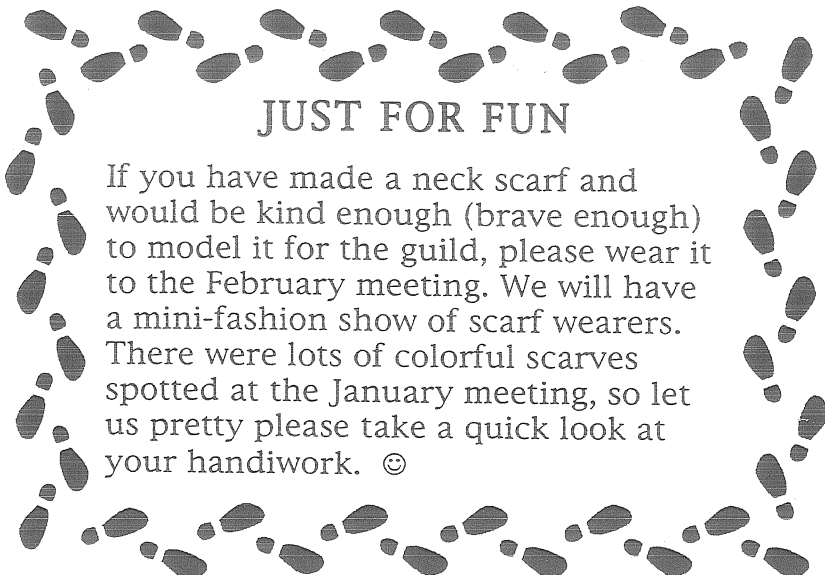 JUST FOR FUN
If you have made a neck scarf and
would be kind enough (brave enough)
to model it for the guild, please wear it
to the February meeting. We will have
a mini-fashion show of scarf wearers.
There were lots of colorful scarves
spotted at the January meeting, so let
us pretty please take a quick look at
your handiwork. ☺